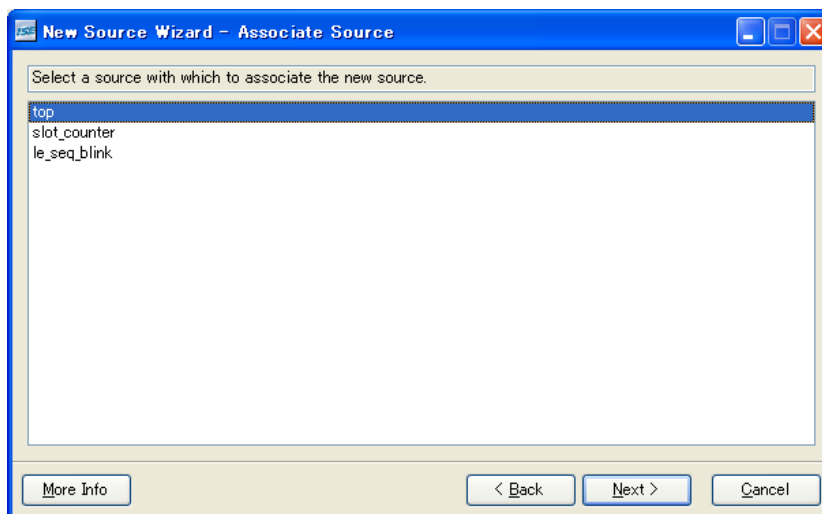 ISE New Source Wizard - Associate Source
Select a source with which to associate the new source.
top
slot_counter
le_seq_blink
More Info
< Back
Next >
Cancel